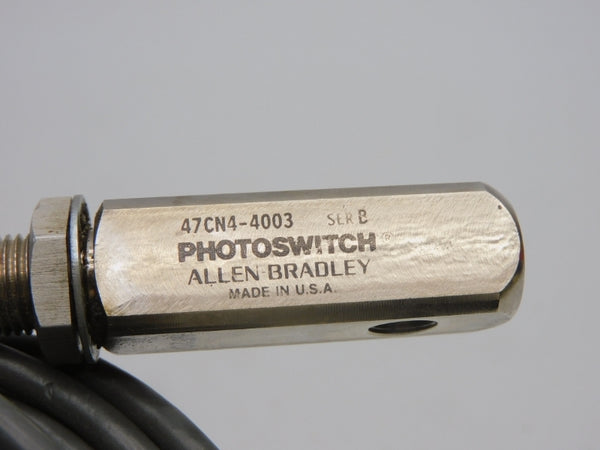 47CN4-4003 SER B
PHOTOSWITCH®
ALLEN-BRADLEY
MADE IN U.S.A.